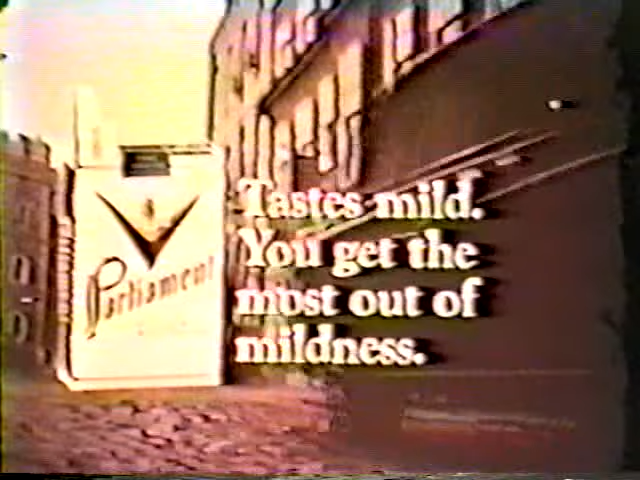 Parliament
Tastes mild.
You get the
most out of
mildness.